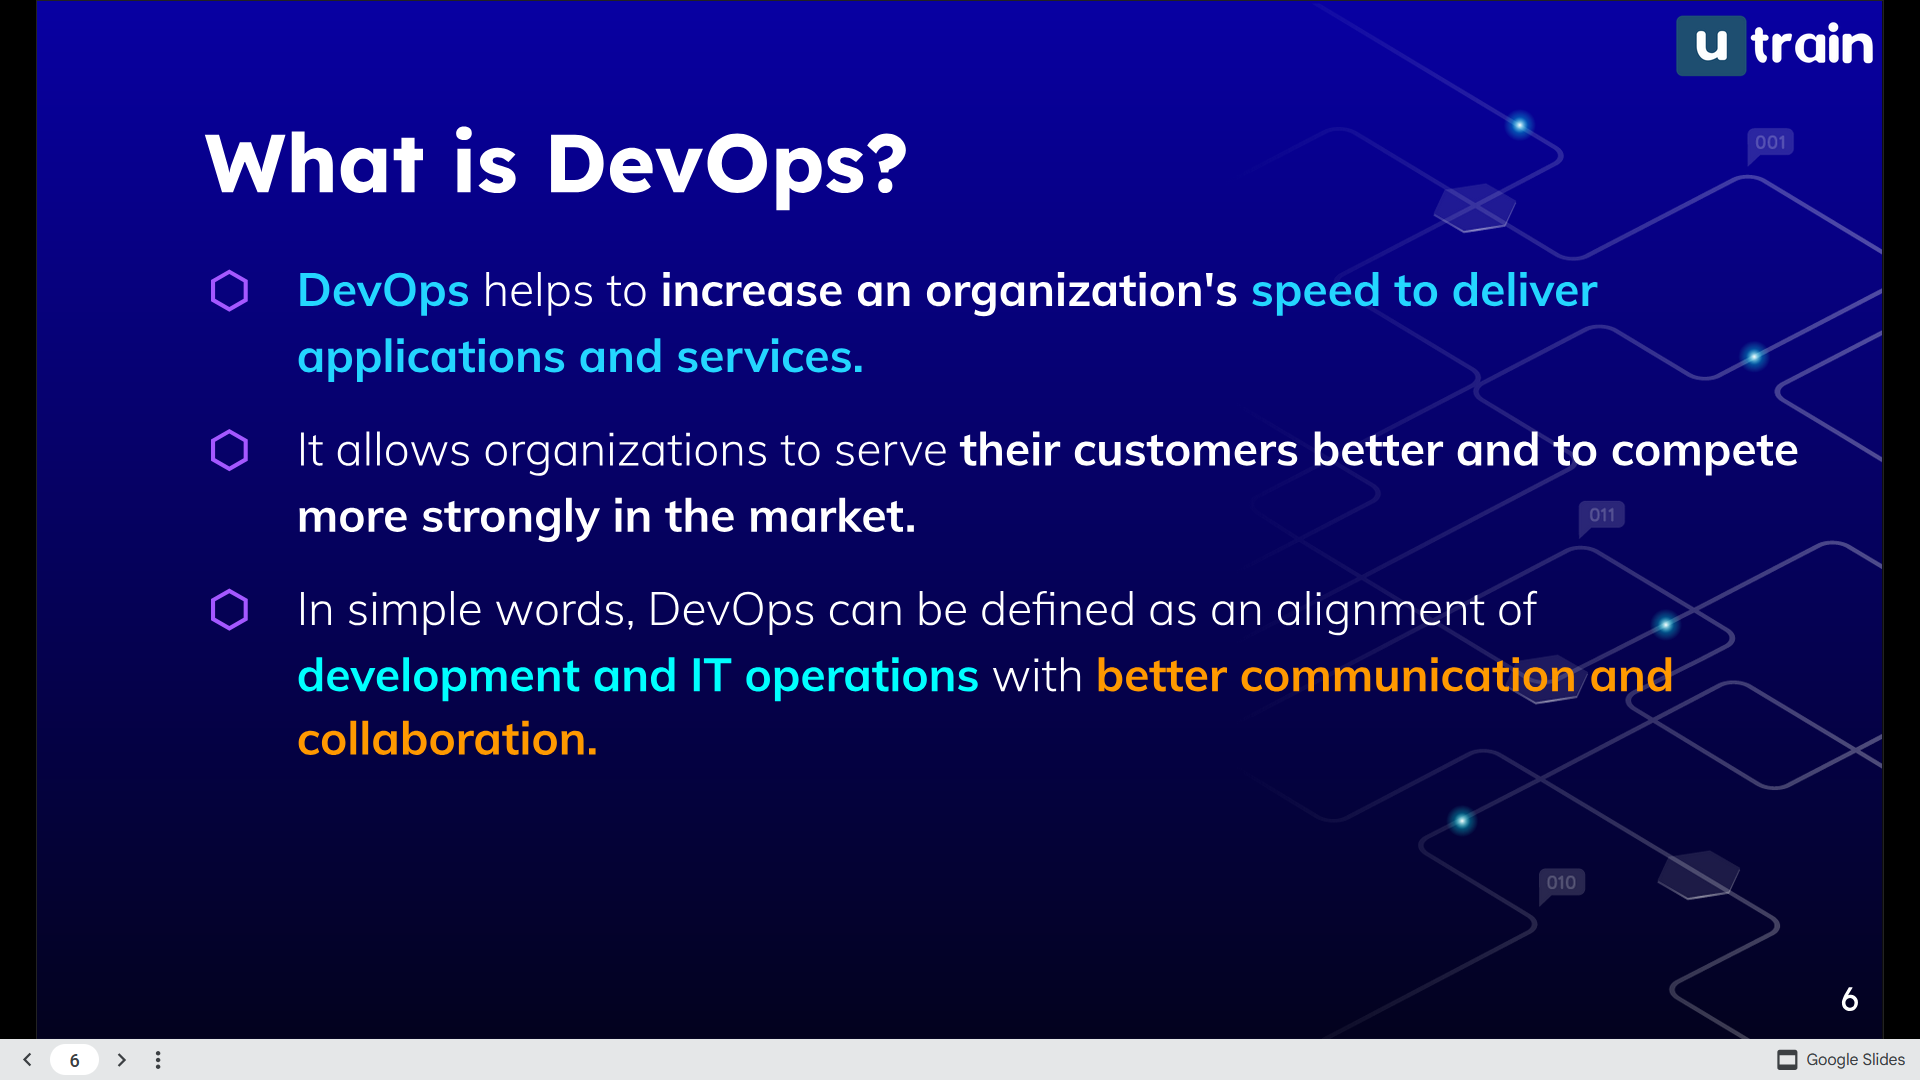 u train
001
What is DevOps?
DevOps helps to increase an organization's speed to deliver
applications and services.
It allows organizations to serve their customers better and to compete
more strongly in the market.
011
In simple words, DevOps can be defined as an alignment of
development and IT operations with better communication and
collaboration.
010
6
6
Google Slides